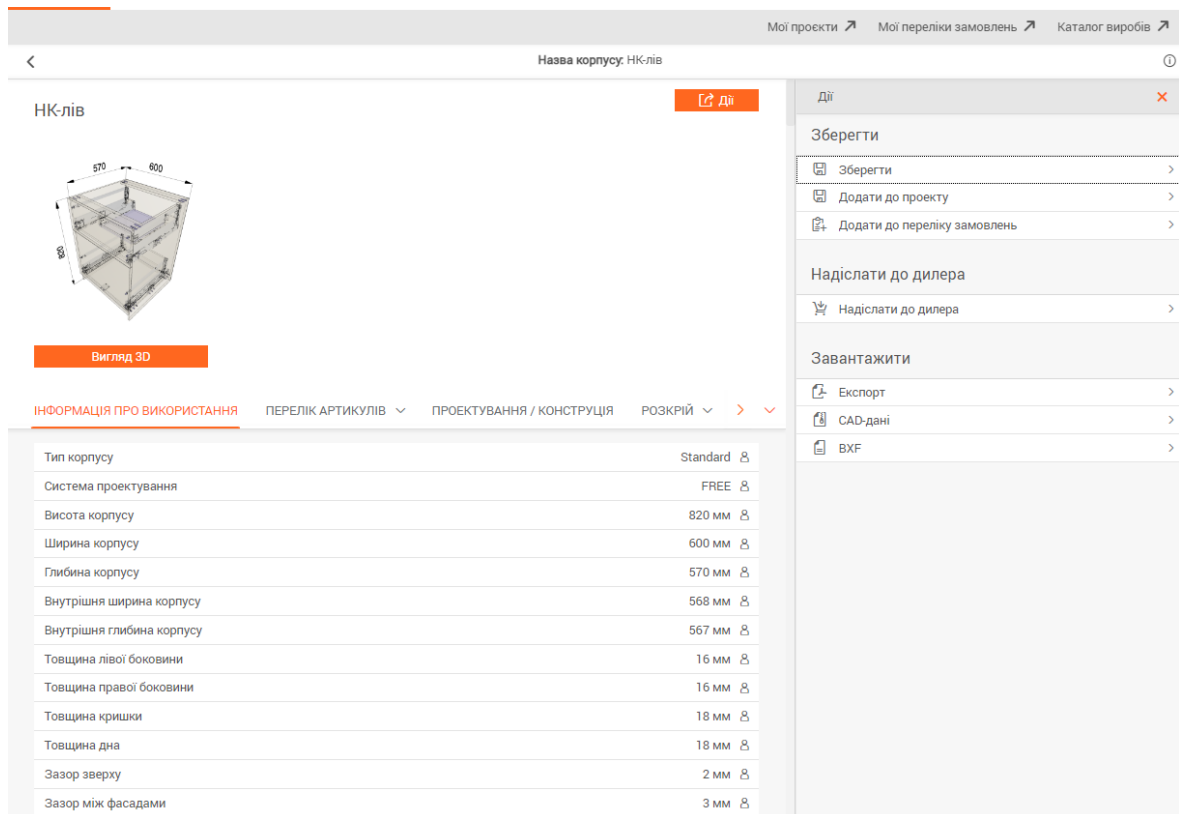 Мої проєкти Мої переліки замовлень Каталог виробів
Назва корпусу: НК-лів
НК-лів
Дії
570 600
820
Вигляд 3D
ІНФОРМАЦІЯ ПРО ВИКОРИСТАННЯ ПЕРЕЛІК АРТИКУЛІВ ПРОЕКТУВАННЯ / КОНСТРУКЦІЯ РОЗКРІЙ
Тип корпусу Standard
Система проектування FREE
Висота корпусу 820 мм
Ширина корпусу 600 мм
Глибина корпусу 570 мм
Внутрішня ширина корпусу 568 мм
Внутрішня глибина корпусу 567 мм
Товщина лівої боковини 16 мм
Товщина правої боковини 16 мм
Товщина кришки 18 мм
Товщина дна 18 мм
Зазор зверху 2 мм
Зазор між фасадами 3 мм
Дії
Зберегти
Зберегти
Додати до проекту
Додати до переліку замовлень
Надіслати до дилера
Надіслати до дилера
Завантажити
Експорт
CAD-дані
BXF